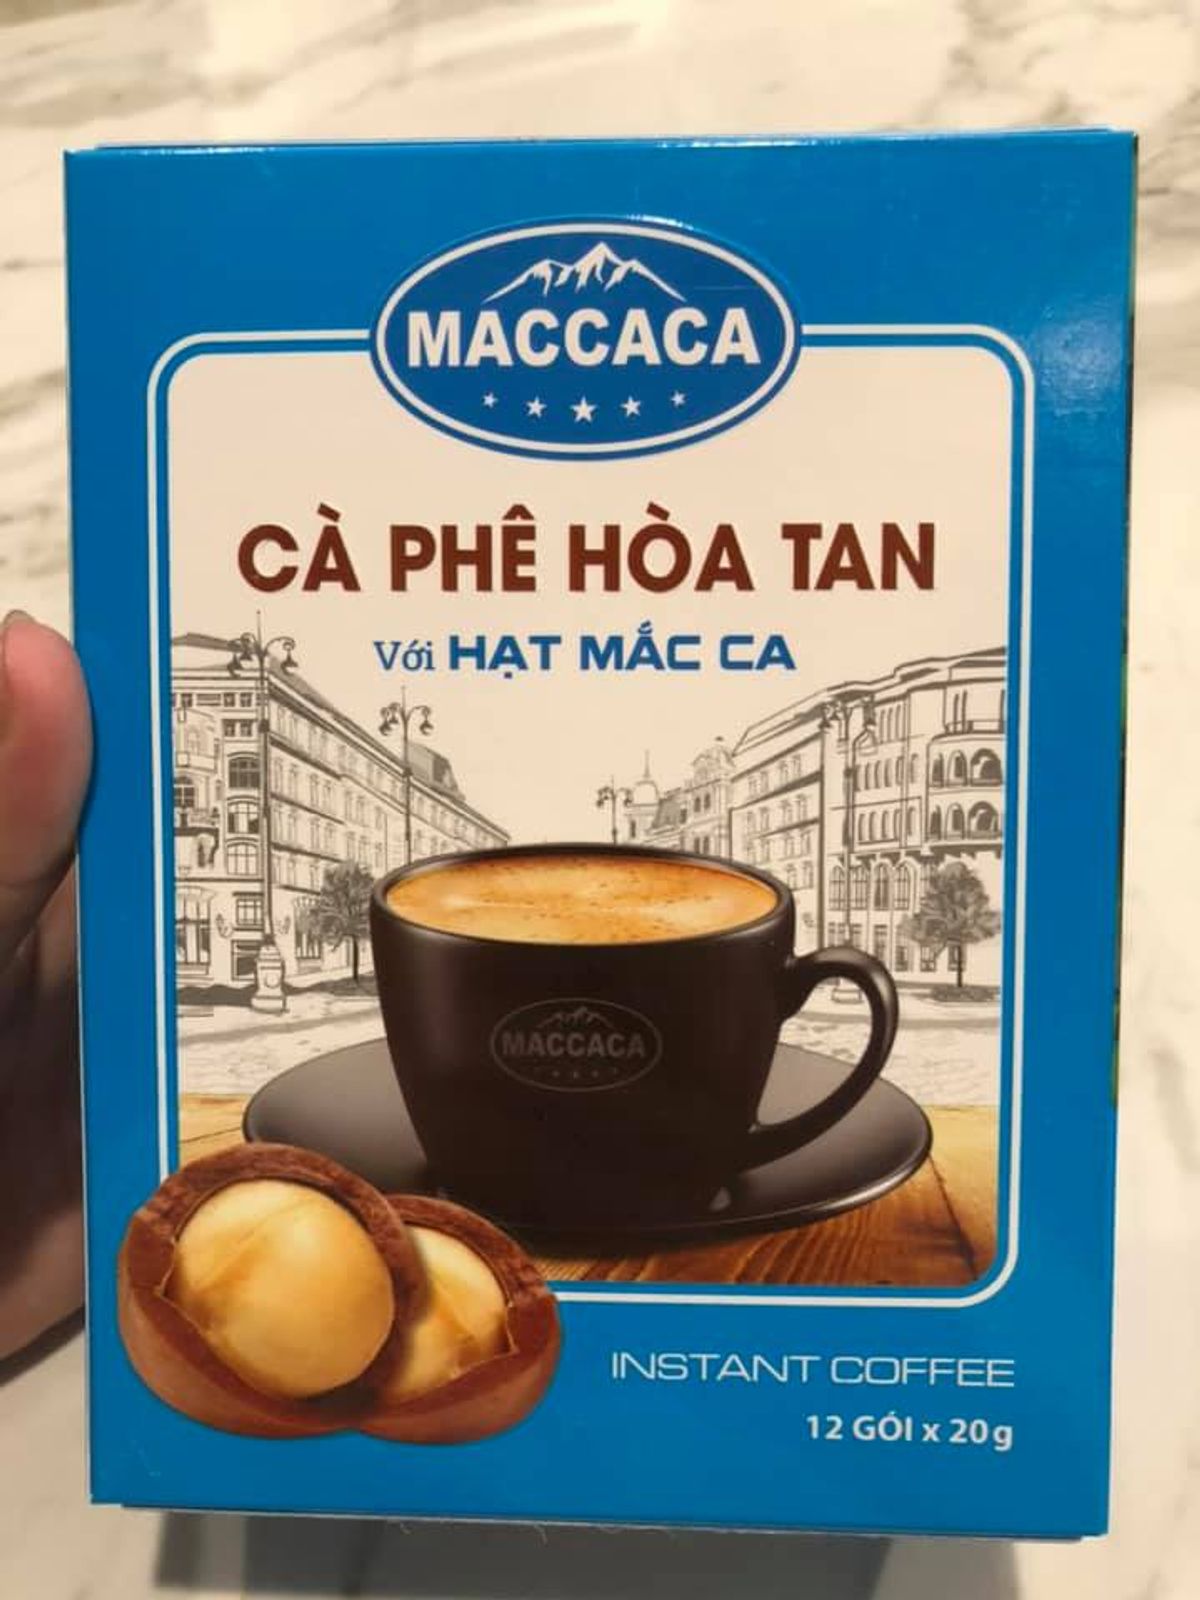 MACCACA
CÀ PHÊ HÒA TAN
Với HẠT MẮC CA
MACCACA
INSTANT COFFEE
12 GÓI x 20g